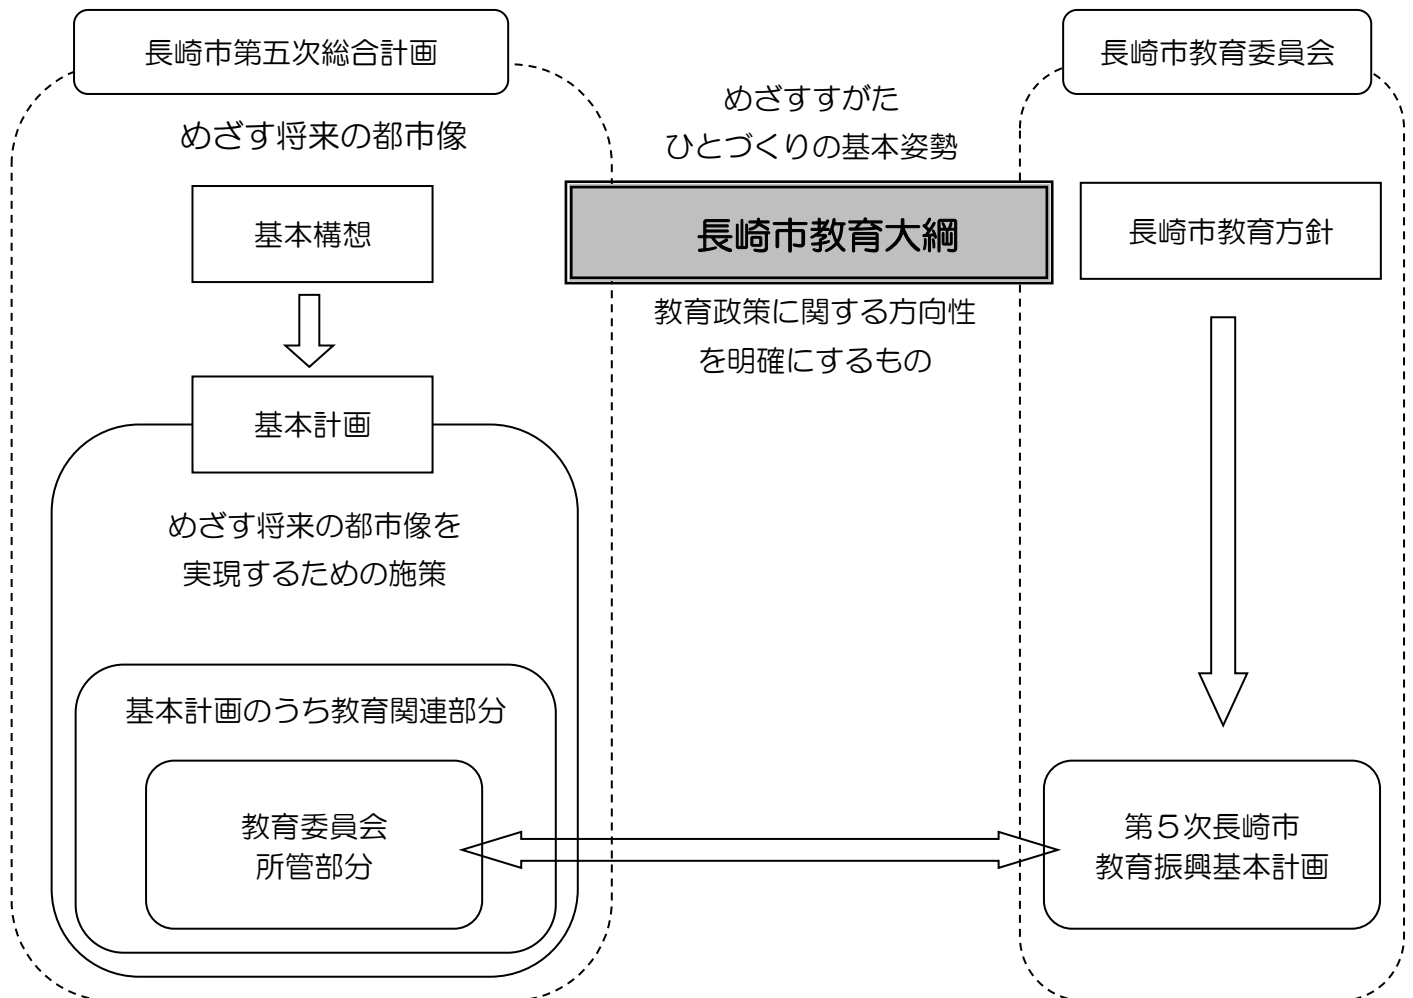 長崎市第五次総合計画
めざす将来の都市像
基本構想
基本計画
めざす将来の都市像を
実現するための施策
基本計画のうち教育関連部分
教育委員会
所管部分
めざすすがた
ひとづくりの基本姿勢
長崎市教育大綱
教育政策に関する方向性
を明確にするもの
長崎市教育委員会
長崎市教育方針
第5次長崎市
教育振興基本計画